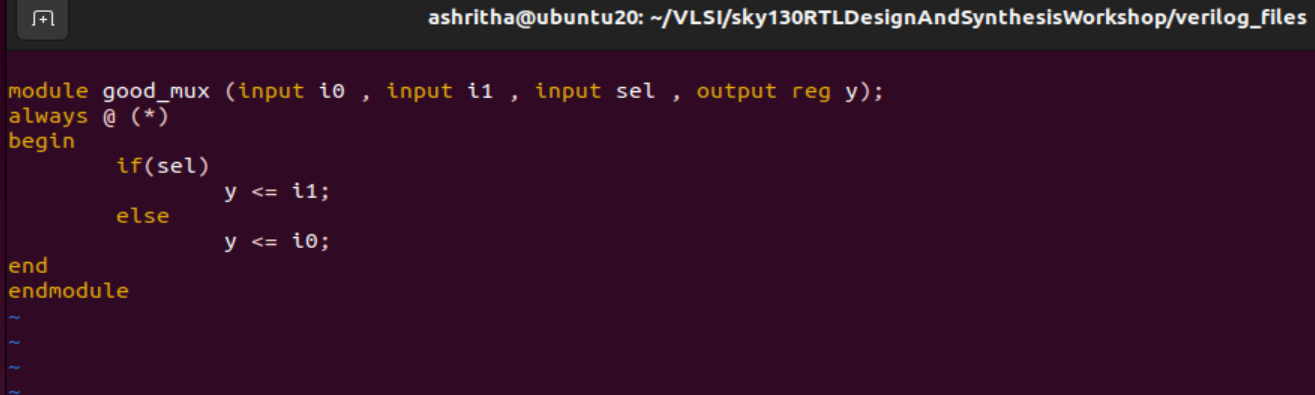 ashritha@ubuntu20: ~/VLSI/sky130RTLDesignAndSynthesisWorkshop/verilog_files
module good_mux (input i0 , input i1 , input sel , output reg y);
always @ (*)
begin
        if(sel)
                y <= i1;
        else
                y <= i0;
end
endmodule
~
~
~
~